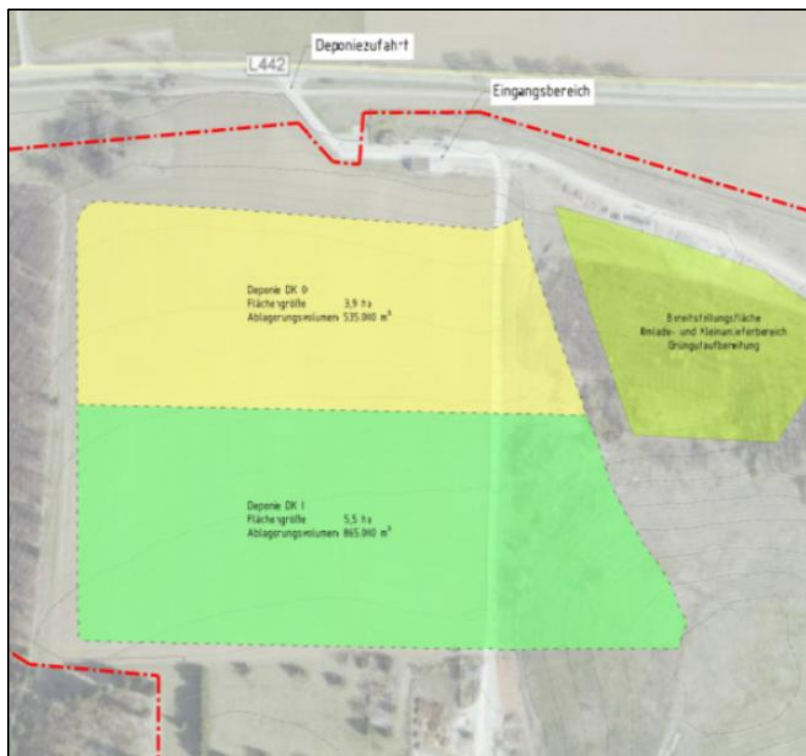 Deponiezufahrt
L442
Eingangsbereich
Deponie DK 0
Flächengröße 3,9 ha
Ablagerungsvolumen 535.000 m³
Bereitstellungsfläche
Umlade- und Kleinanlieferbereich
Grüngutaufbereitung
Deponie DK I
Flächengröße 5,5 ha
Ablagerungsvolumen 865.000 m³